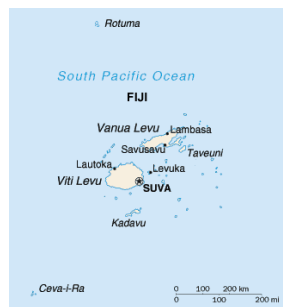 Rotuma
South Pacific Ocean
FIJI
Vanua Levu
Lambasa
Savusavu
Taveuni
Lautoka
Levuka
Viti Levu
SUVA
Kadavu
Ceva-i-Ra
0 100 200 km
0 100 200 mi